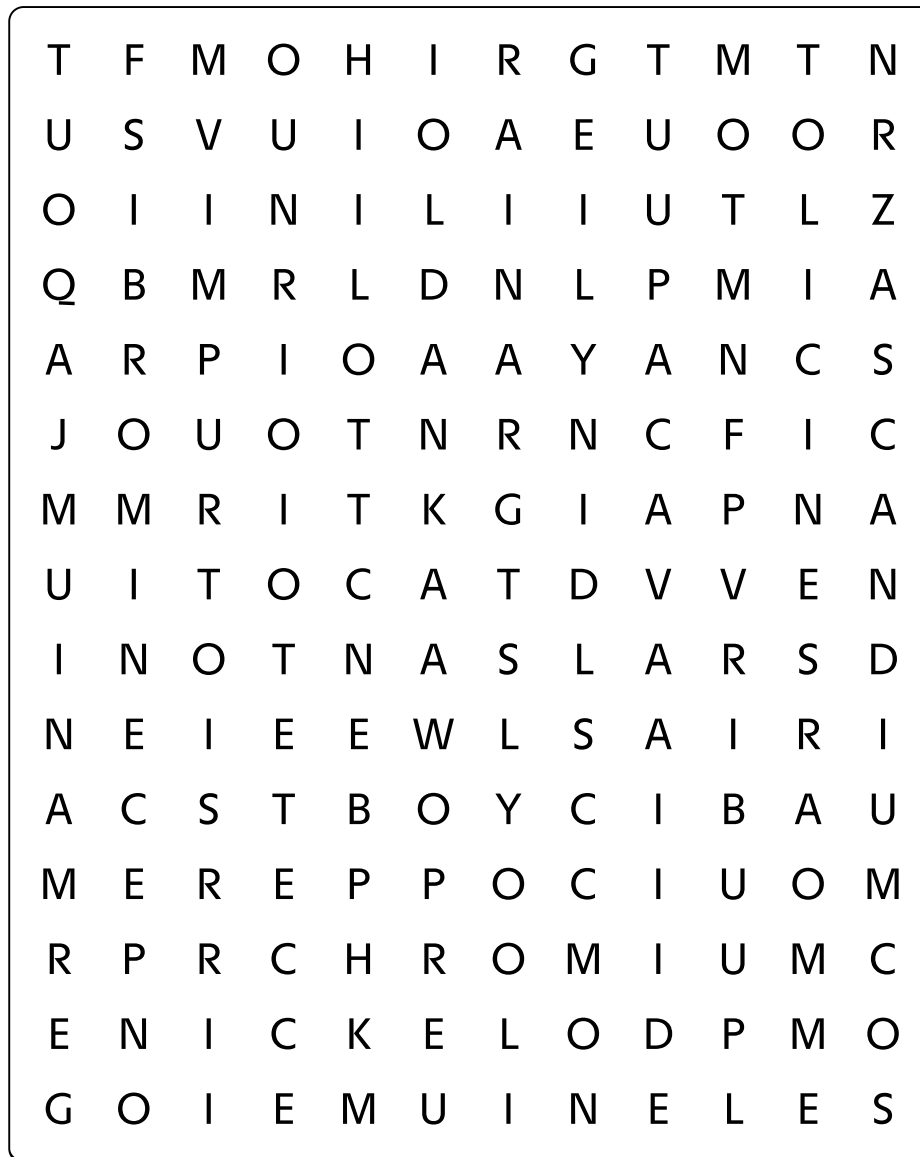 T F M O H I R G T M T N
U S V U I O A E U O O R
O I I N I L I I U T L Z
Q B M R L D N L P M I A
A R P I O A A Y A N C S
J O U O T N R N C F I C
M M R I T K G I A P N A
U I T O C A T D V V E N
I N O T N A S L A R S D
N E I E E W L S A I R I
A C S T B O Y C I B A U
M E R E P P O C I U O M
R P R C H R O M I U M C
E N I C K E L O D P M O
G O I E M U I N E L E S